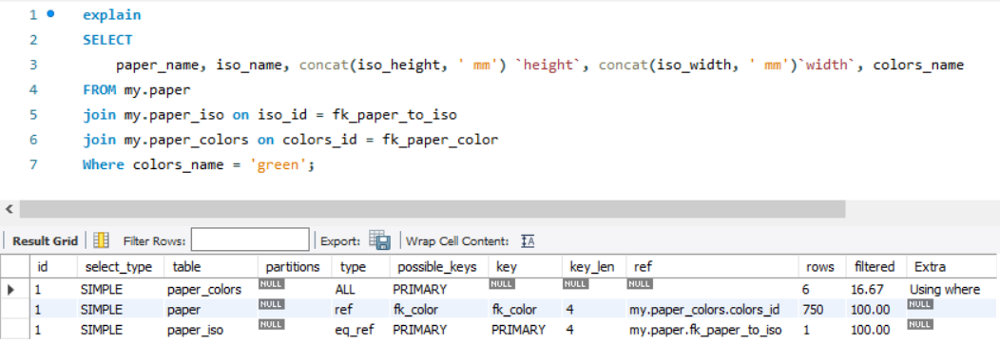 1 explain
2 SELECT
3 paper_name, iso_name, concat(iso_height, ' mm') `height`, concat(iso_width, ' mm')`width`, colors_name
4 FROM my.paper
5 join my.paper_iso on iso_id = fk_paper_to_iso
6 join my.paper_colors on colors_id = fk_paper_color
7 Where colors_name = 'green';
Result Grid Filter Rows: Export: Wrap Cell Content:
id select_type table partitions type possible_keys key key_len ref rows filtered Extra
1 SIMPLE paper_colors NULL ALL PRIMARY NULL NULL NULL 6 16.67 Using where
1 SIMPLE paper NULL ref fk_color fk_color 4 my.paper_colors.colors_id 750 100.00 NULL
1 SIMPLE paper_iso NULL eq_ref PRIMARY PRIMARY 4 my.paper.fk_paper_to_iso 1 100.00 NULL